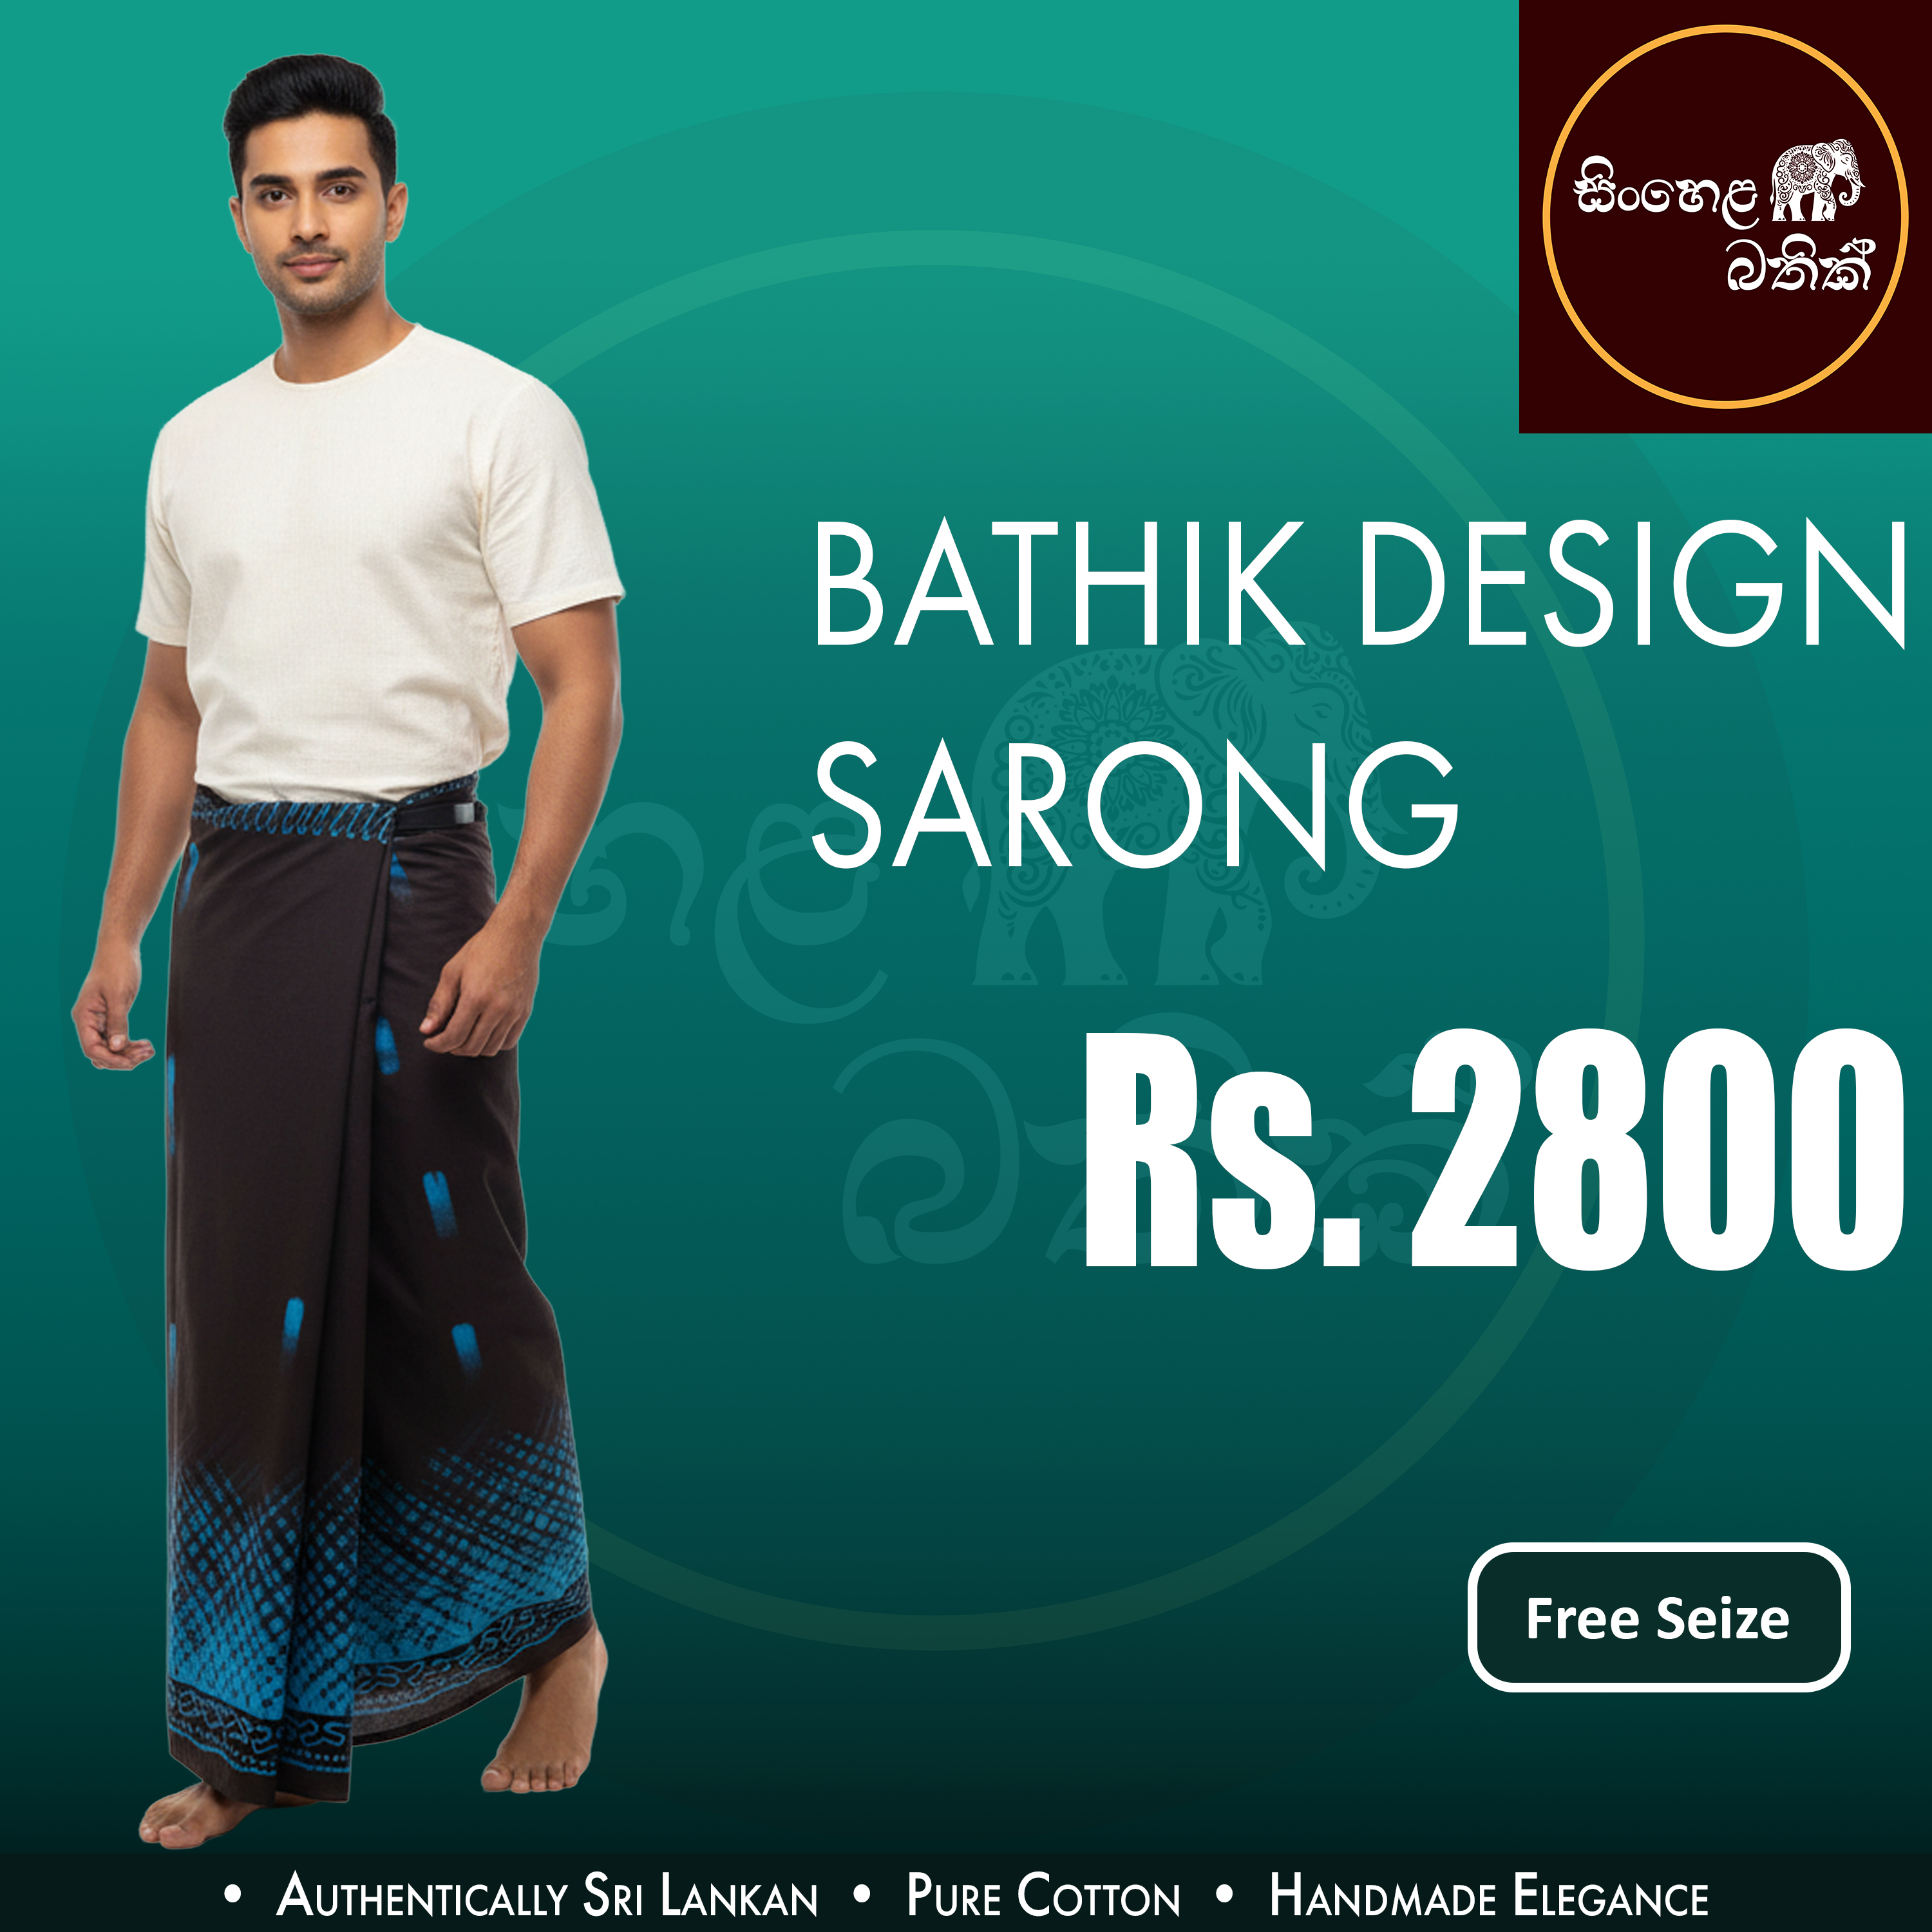 සිංහෙළ
බතික්
BATHIK DESIGN
SARONG
Rs. 2800
Free Seize
• AUTHENTICALLY SRI LANKAN • PURE COTTON • HANDMADE ELEGANCE